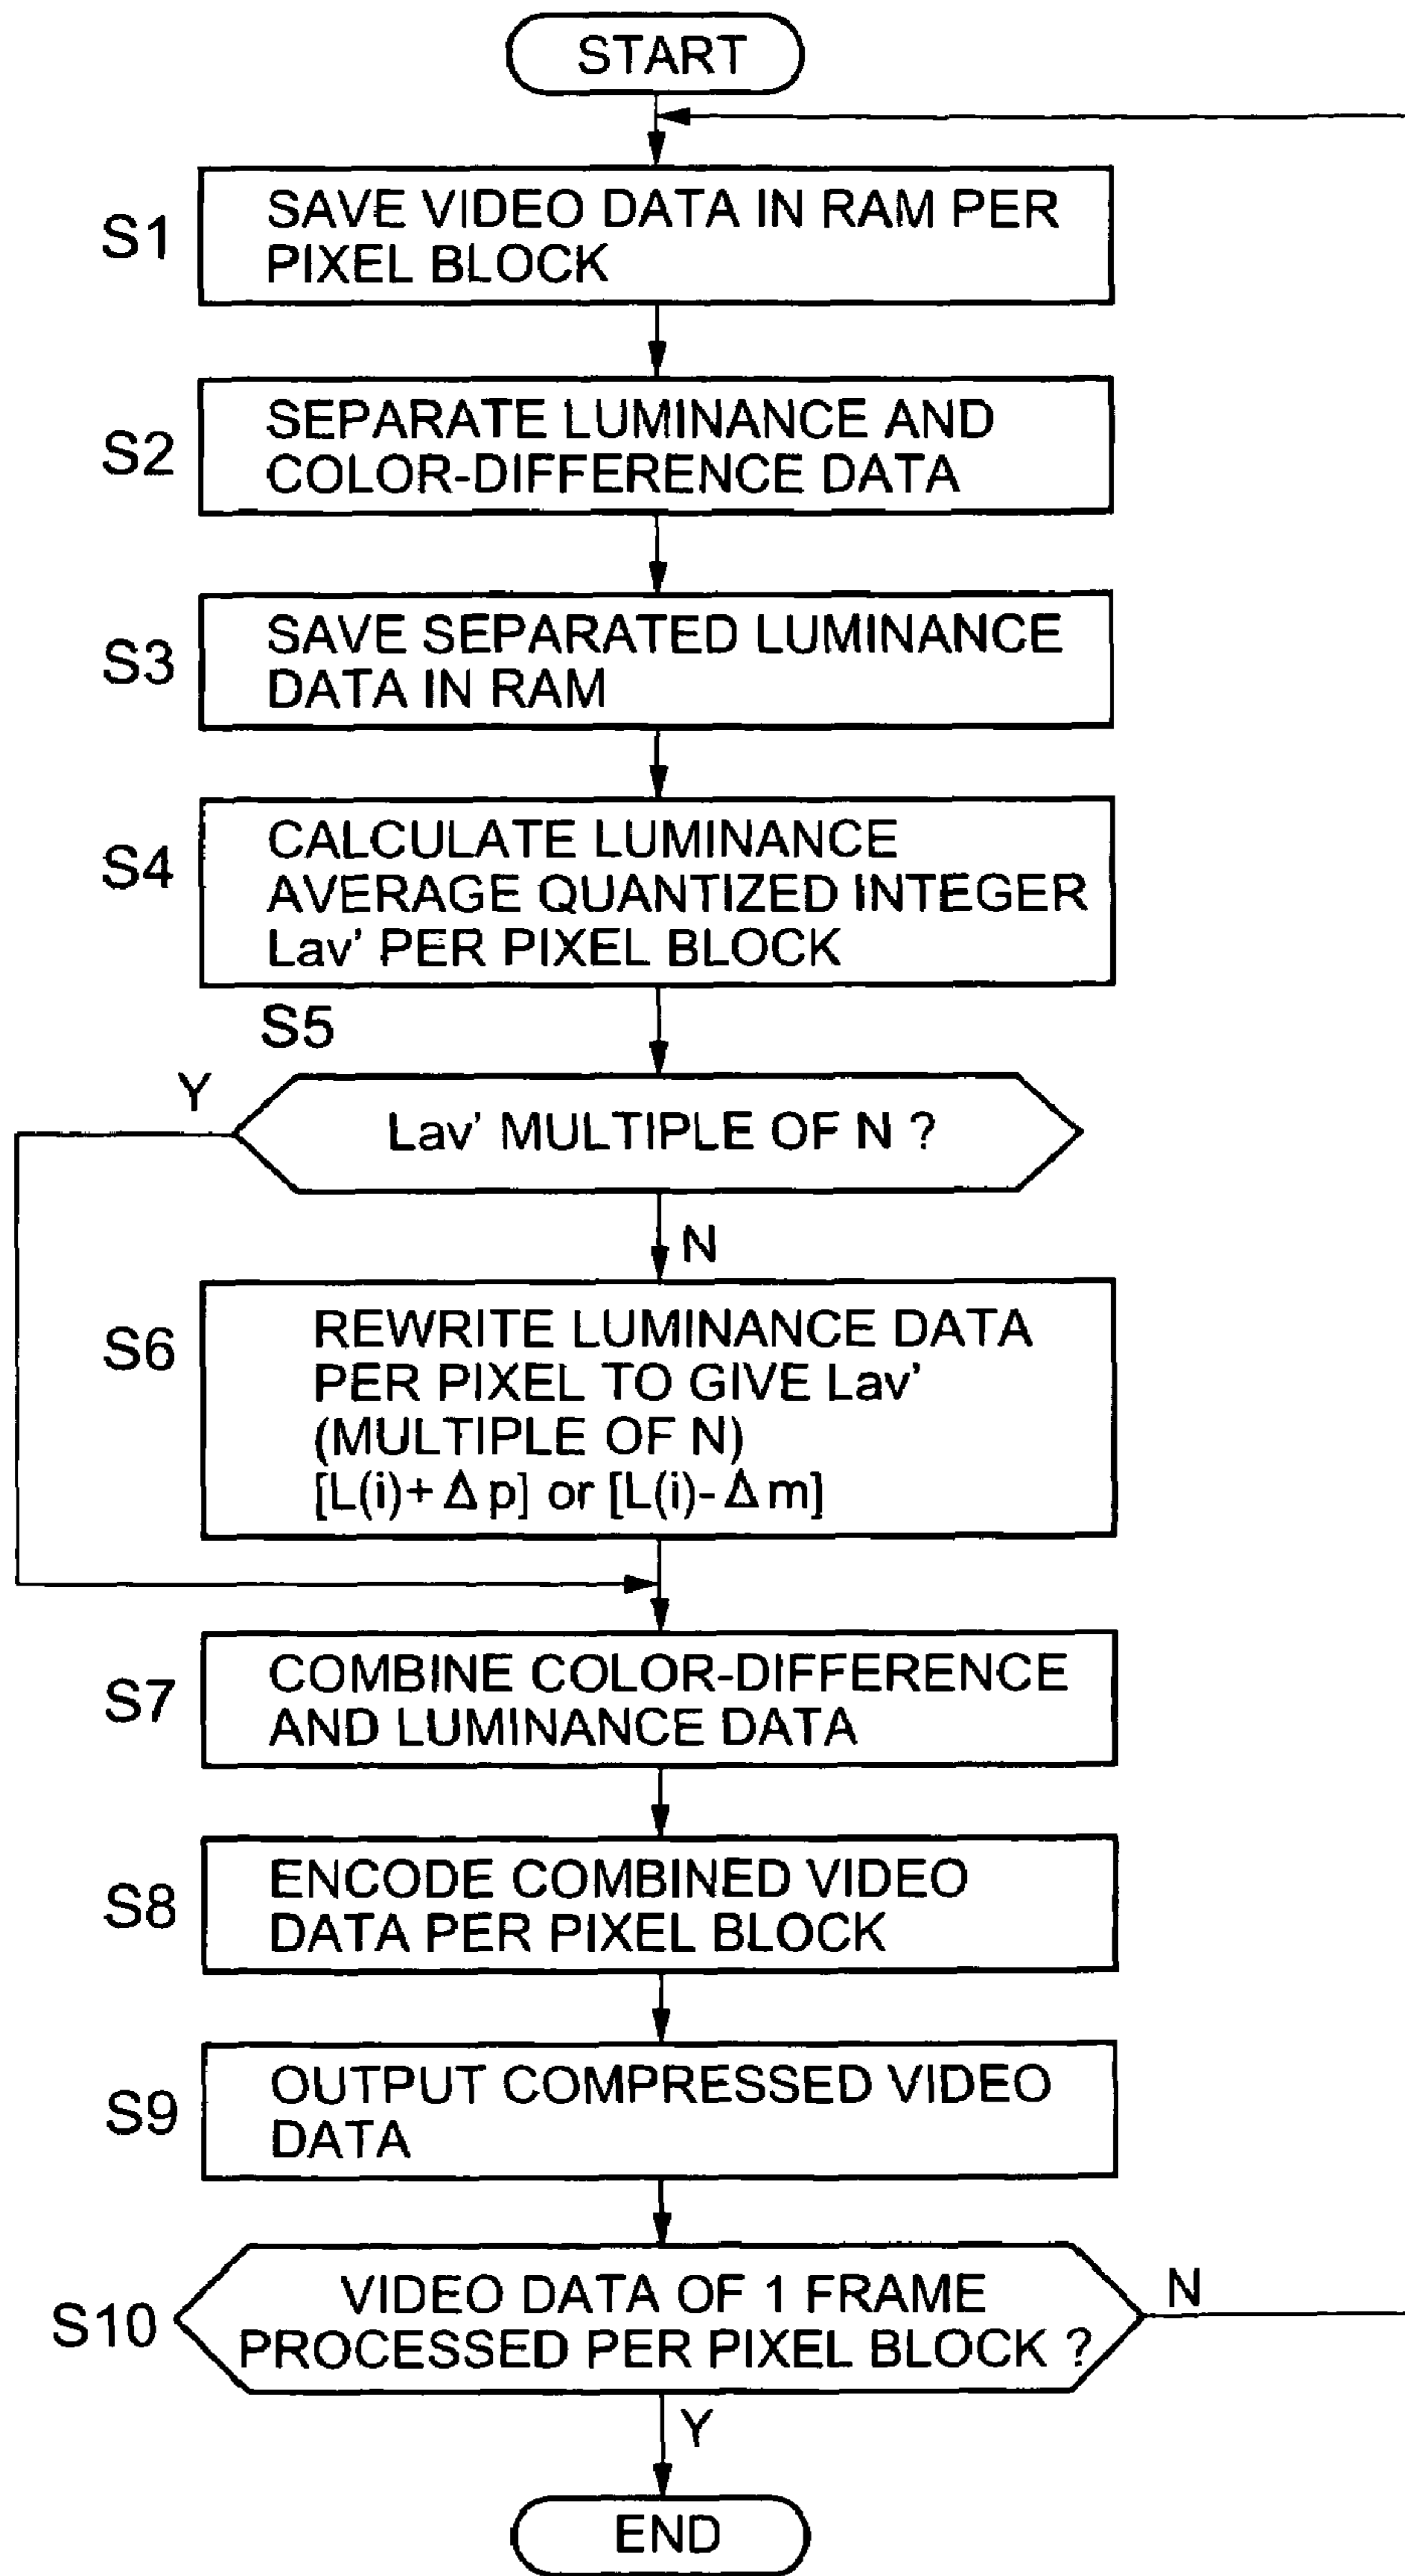 START
S1
SAVE VIDEO DATA IN RAM PER
PIXEL BLOCK
S2
SEPARATE LUMINANCE AND
COLOR-DIFFERENCE DATA
S3
SAVE SEPARATED LUMINANCE
DATA IN RAM
S4
CALCULATE LUMINANCE
AVERAGE QUANTIZED INTEGER
Lav' PER PIXEL BLOCK
S5
Y
Lav' MULTIPLE OF N ?
N
S6
REWRITE LUMINANCE DATA
PER PIXEL TO GIVE Lav'
(MULTIPLE OF N)
[L(i)+Δp] or [L(i)-Δm]
S7
COMBINE COLOR-DIFFERENCE
AND LUMINANCE DATA
S8
ENCODE COMBINED VIDEO
DATA PER PIXEL BLOCK
S9
OUTPUT COMPRESSED VIDEO
DATA
S10
VIDEO DATA OF 1 FRAME
PROCESSED PER PIXEL BLOCK ?
N
Y
END